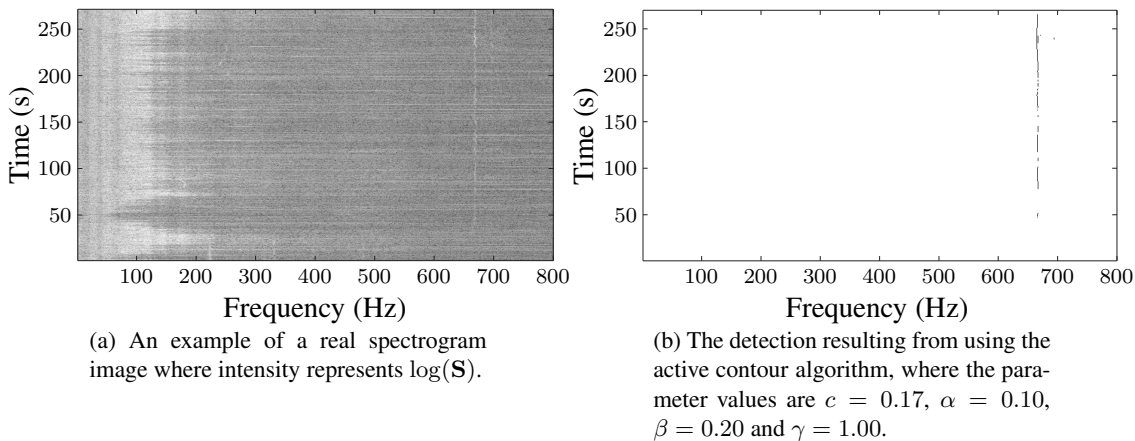 250
200
150
100
50
Time (s)
100 200 300 400 500 600 700 800
Frequency (Hz)
(a) An example of a real spectrogram
image where intensity represents log(S).
250
200
150
100
50
Time (s)
100 200 300 400 500 600 700 800
Frequency (Hz)
(b) The detection resulting from using the
active contour algorithm, where the para-
meter values are c = 0.17, α = 0.10,
β = 0.20 and γ = 1.00.